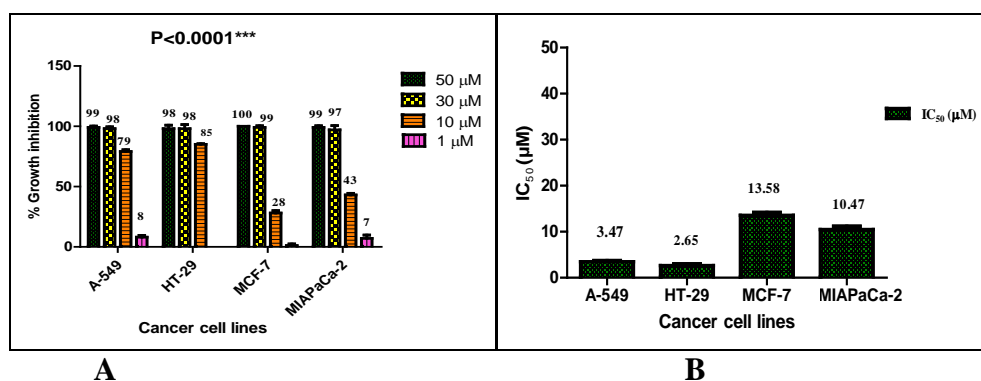 P<0.0001***
% Growth inhibition
150
100
50
0
99 98 79 8
98 98 85
100 99 28
99 97 43 7
50 µM
30 µM
10 µM
1 µM
A-549
HT-29
MCF-7
MIAPaCa-2
Cancer cell lines
A
IC50 (µM)
50
40
30
20
10
0
3.47
2.65
13.58
10.47
IC50 (µM)
A-549
HT-29
MCF-7
MIAPaCa-2
Cancer cell lines
B